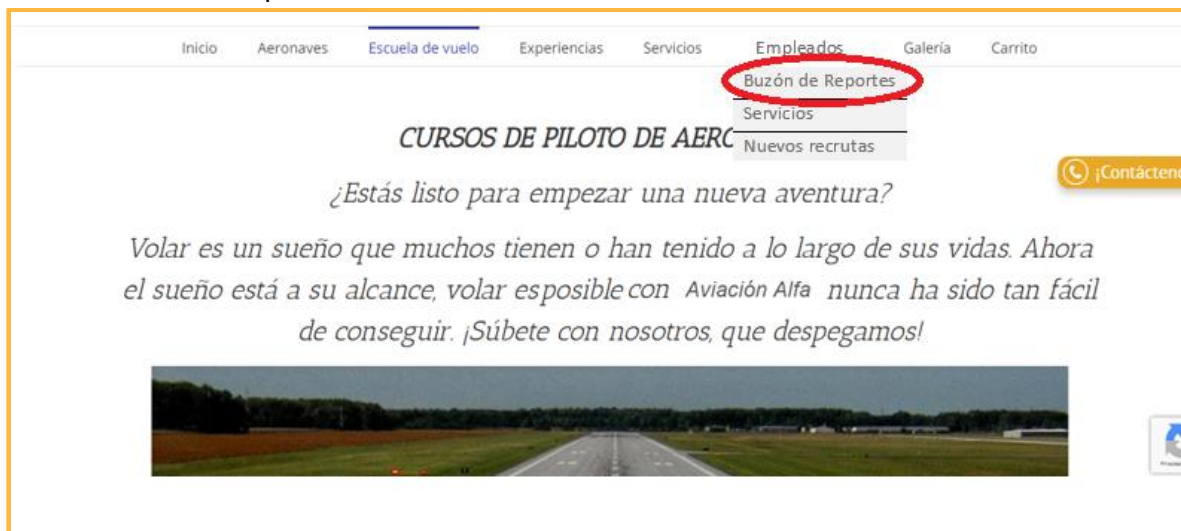 Inicio Aeronaves Escuela de vuelo Experiencias Servicios Empleados Galería Carrito
Buzón de Reportes
Servicios
Nuevos recrutas
CURSOS DE PILOTO DE AERO
¡Contácteno
¿Estás listo para empezar una nueva aventura?
Volar es un sueño que muchos tienen o han tenido a lo largo de sus vidas. Ahora
el sueño está a su alcance, volar esposible con Aviación Alfa nunca ha sido tan fácil
de conseguir. ¡Súbete con nosotros, que despegamos!